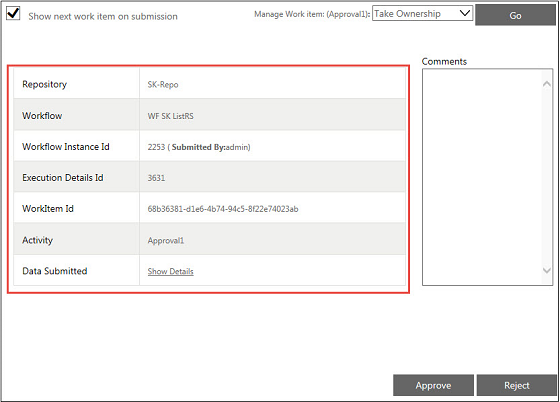 Show next work item on submission
Manage Work item: (Approval1): Take Ownership Go
Comments
Repository SK-Repo
Workflow WF SK ListRS
Workflow Instance Id 2253 ( Submitted By:admin)
Execution Details Id 3631
WorkItem Id 68b36381-d1e6-4b74-94c5-8f22e74023ab
Activity Approval1
Data Submitted Show Details
Approve Reject